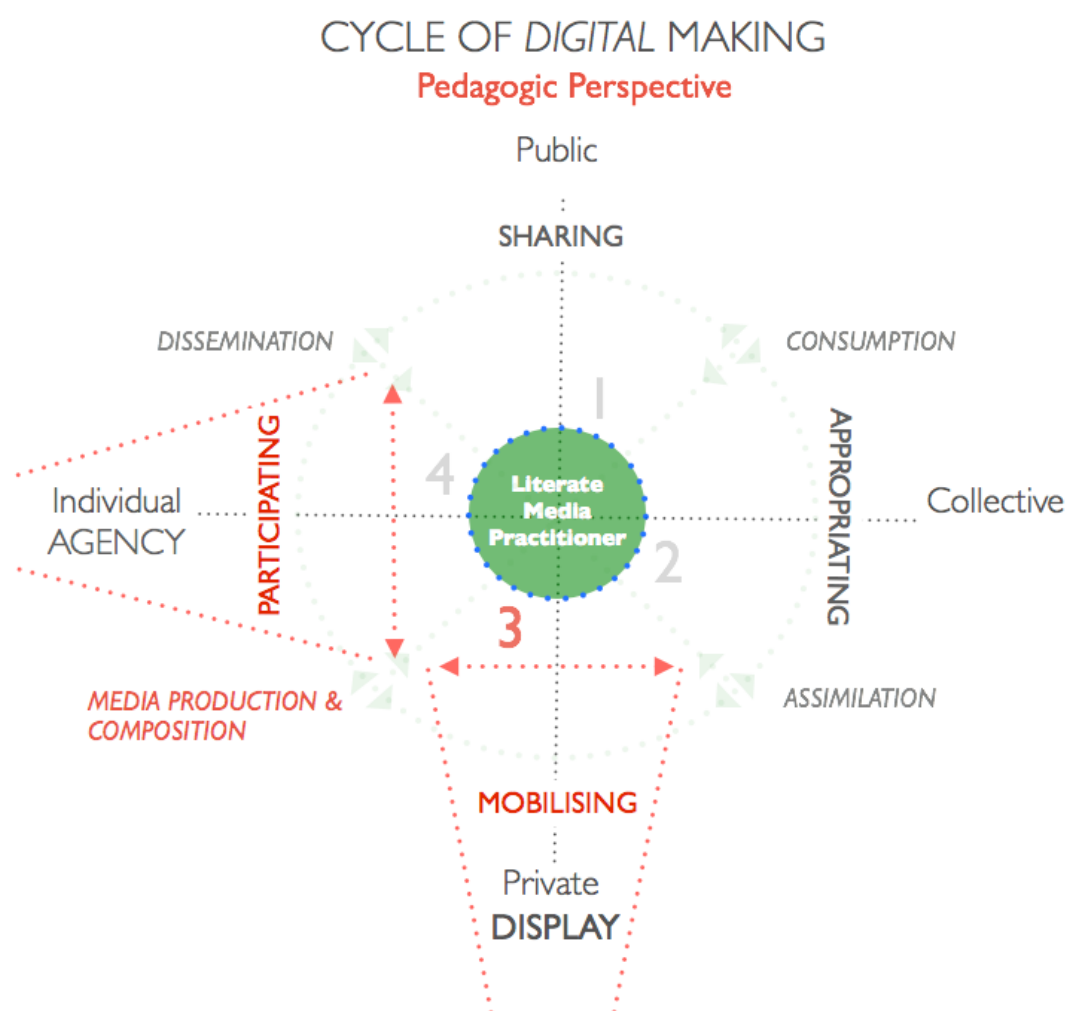 CYCLE OF DIGITAL MAKING
Pedagogic Perspective
Public
SHARING
DISSEMINATION
CONSUMPTION
1
PARTICIPATING
APPROPRIATING
4
Literate
Media
Practitioner
Individual
AGENCY
Collective
2
3
MEDIA PRODUCTION &
COMPOSITION
ASSIMILATION
MOBILISING
Private
DISPLAY